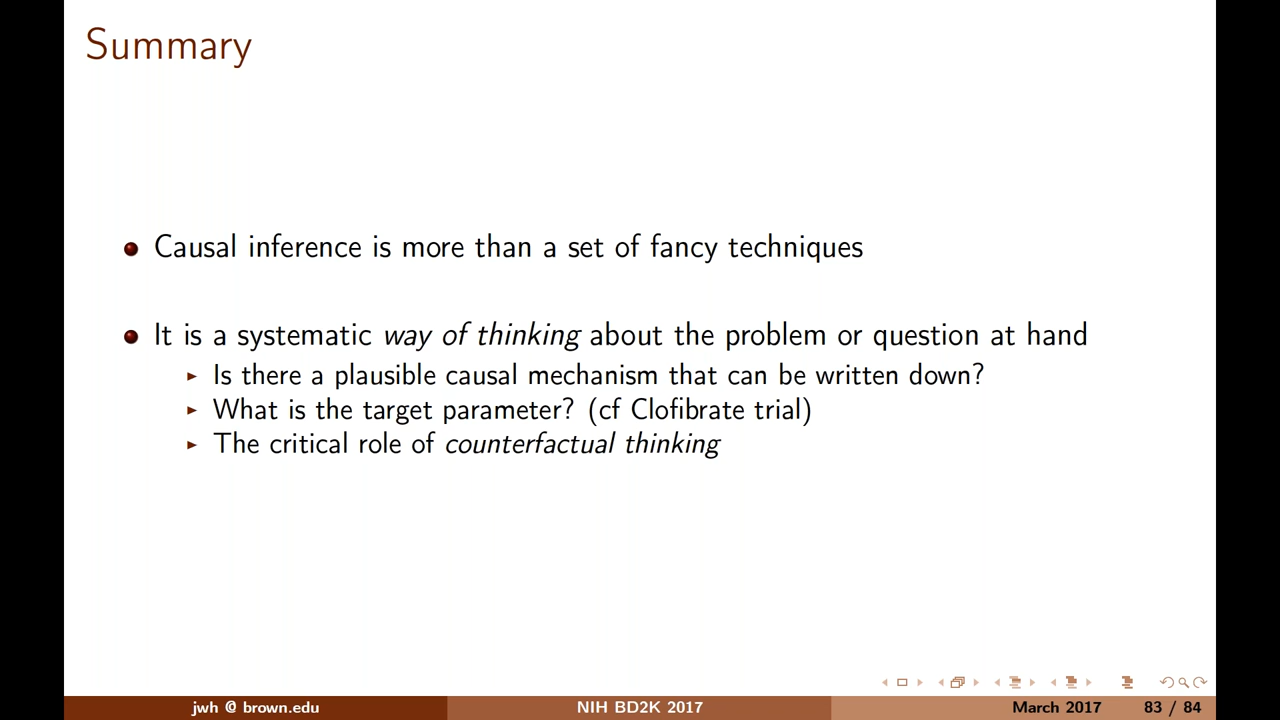 Summary
Causal inference is more than a set of fancy techniques
It is a systematic way of thinking about the problem or question at hand
Is there a plausible causal mechanism that can be written down?
What is the target parameter? (cf Clofibrate trial)
The critical role of counterfactual thinking
jwh @ brown.edu NIH BD2K 2017 March 2017 83 / 84